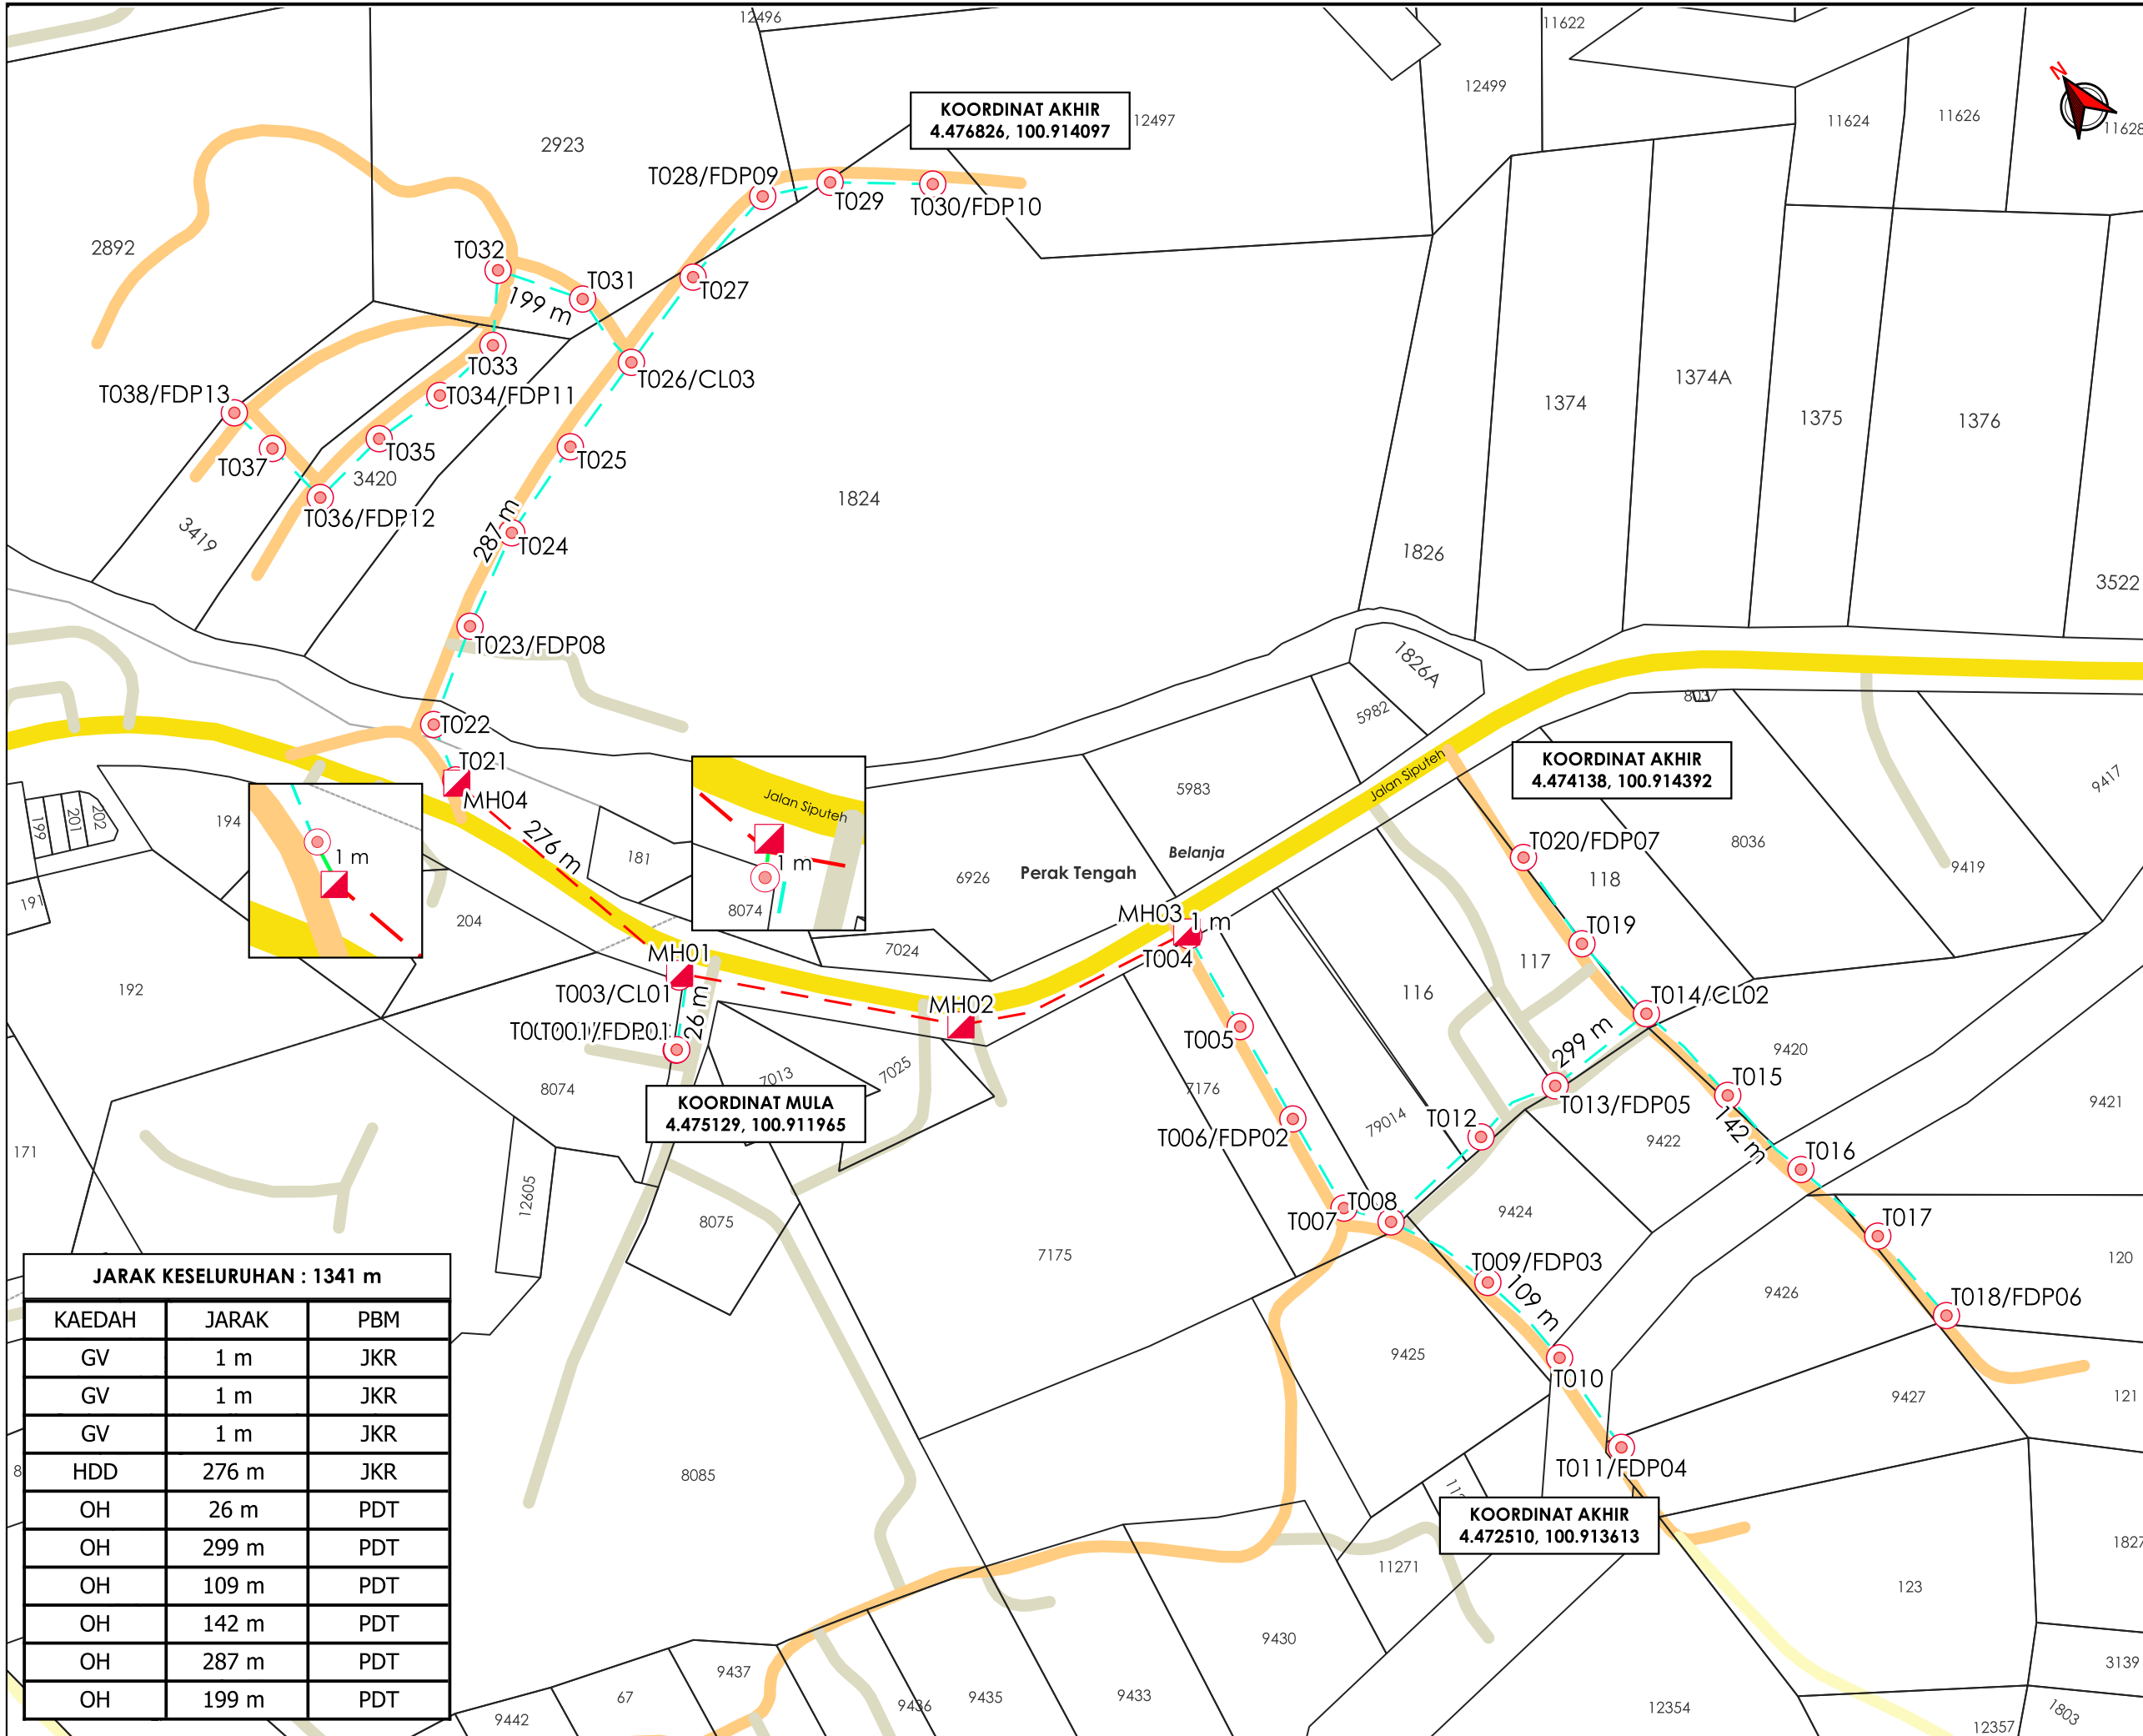 12496
11622
N
12499
11624
11626
11628
KOORDINAT AKHIR
4.476826, 100.914097
12497
2923
T028/FDP09
T029
T030/FDP10
2892
T032
T031
T027
199 m
T033
T026/CL03
T034/FDP11
T038/FDP13
T035
T037
T025
3420
T036/FDP12
3419
287 m
T024
1824
1374
1374A
1375
1376
1826
3522
T023/FDP08
1826A
T022
5982
8037
T021
MH04
Jalan Siputeh
KOORDINAT AKHIR
4.474138, 100.914392
9417
199
201
202
194
1 m
276 m
181
Jalan Siputeh
1 m
8074
5983
Belanja
Perak Tengah
6926
T020/FDP07
118
8036
9419
191
204
MH03
1 m
T004
7024
MH01
T003/CL01
26 m
MH02
T019
117
116
T014/CL02
192
T001/FDP01
T005
299 m
9420
8074
7013
7025
7176
T015
KOORDINAT MULA
4.475129, 100.911965
T006/FDP02
79014
T012
T013/FDP05
142 m
9422
9421
171
T016
12605
8075
T007
T008
9424
T017
7175
T009/FDP03
109 m
9426
120
T018/FDP06
9425
T010
9427
121
T011/FDP04
8085
KOORDINAT AKHIR
4.472510, 100.913613
11271
123
1827
9430
9437
67
9442
9436
9435
9433
12354
12357
1803
3139
JARAK KESELURUHAN : 1341 m
KAEDAH JARAK PBM
GV 1 m JKR
GV 1 m JKR
GV 1 m JKR
HDD 276 m JKR
OH 26 m PDT
OH 299 m PDT
OH 109 m PDT
OH 142 m PDT
OH 287 m PDT
OH 199 m PDT